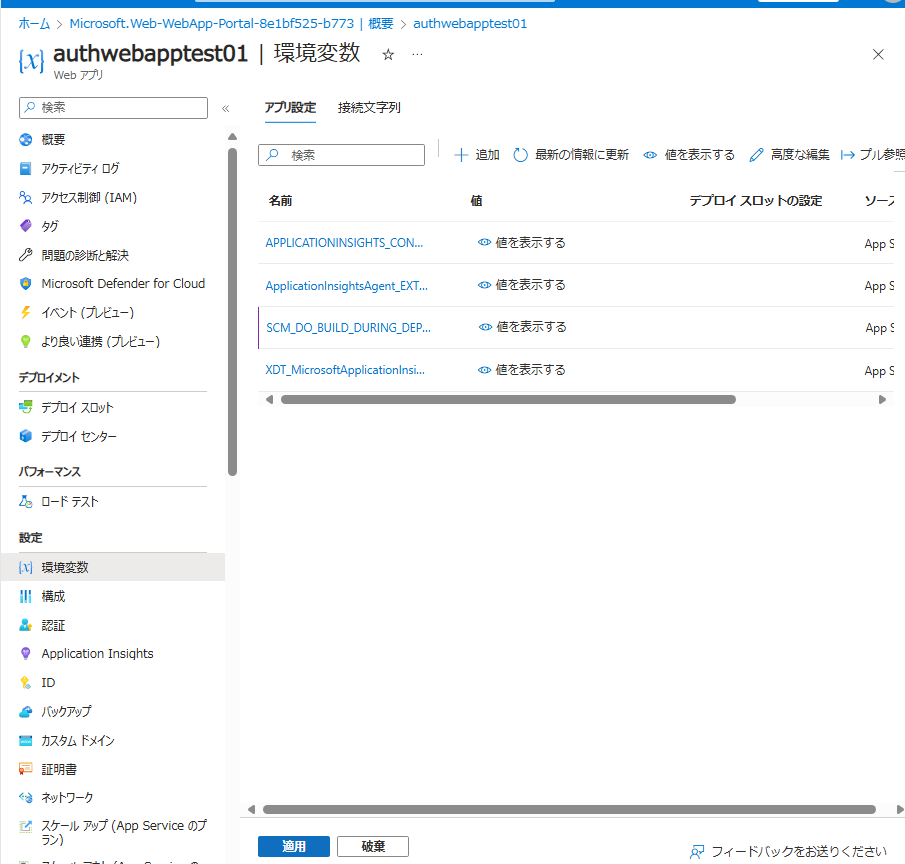 ホーム > Microsoft.Web-WebApp-Portal-8e1bf525-b773 | 概要 > authwebapptest01
authwebapptest01 | 環境変数
Web アプリ
検索
概要
アクティビティ ログ
アクセス制御 (IAM)
タグ
問題の診断と解決
Microsoft Defender for Cloud
イベント (プレビュー)
より良い連携 (プレビュー)
デプロイメント
デプロイ スロット
デプロイ センター
パフォーマンス
ロード テスト
設定
環境変数
構成
認証
Application Insights
ID
バックアップ
カスタム ドメイン
証明書
ネットワーク
スケール アップ (App Service のプ
ラン)
アプリ設定 接続文字列
検索 追加 最新の情報に更新 値を表示する 高度な編集 プル参照
名前 値 デプロイ スロットの設定 ソース
APPLICATIONINSIGHTS_CON... 値を表示する App S
ApplicationInsightsAgent_EXT... 値を表示する App S
SCM_DO_BUILD_DURING_DEP... 値を表示する App S
XDT_MicrosoftApplicationInsi... 値を表示する App S
適用 破棄 フィードバックをお送りください